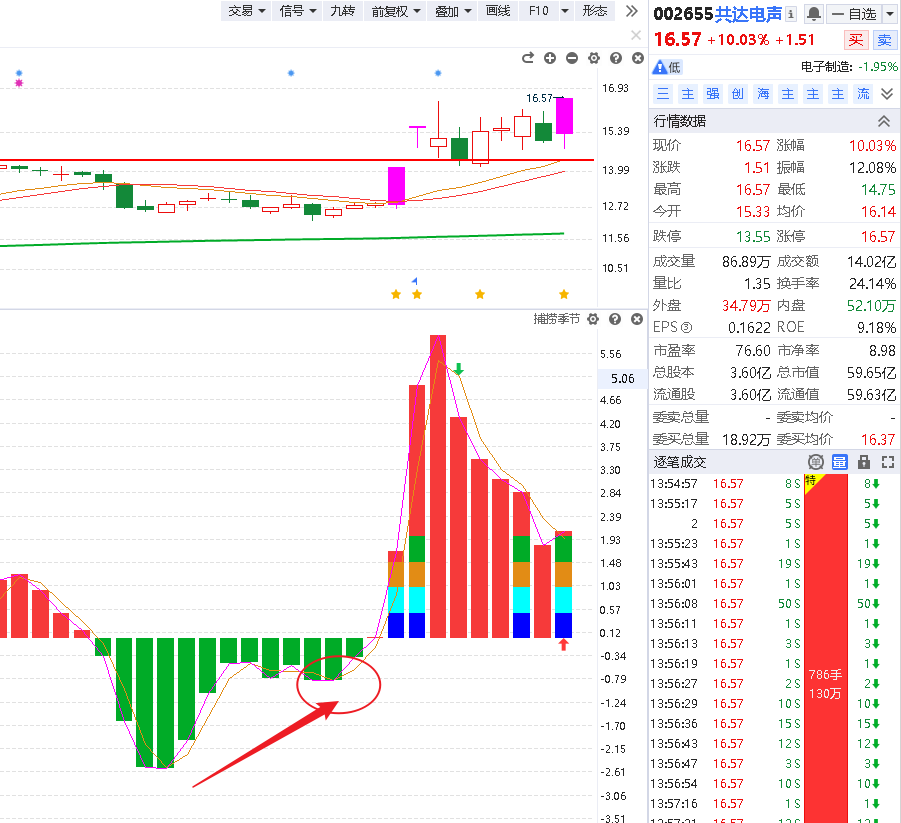 交易 信号 九转 前复权 叠加 画线 F10 形态
16.57
16.93
15.39
13.99
12.72
11.56
10.51
捕捞季节
5.56
5.06
4.66
4.20
3.75
3.30
2.84
2.39
1.93
1.48
1.03
0.57
0.12
-0.34
-0.79
-1.24
-1.70
-2.15
-2.61
-3.06
-3.51
002655共达电声 自选
16.57 +10.03% +1.51 买 卖
低 电子制造: -1.95%
三 主 强 创 海 主 主 主 流
行情数据
现价 16.57 涨幅 10.03%
涨跌 1.51 振幅 12.08%
最高 16.57 最低 14.75
今开 15.33 均价 16.14
跌停 13.55 涨停 16.57
成交量 86.89万 成交额 14.02亿
量比 1.35 换手率 24.14%
外盘 34.79万 内盘 52.10万
EPS③ 0.1622 ROE 9.18%
市盈率 76.60 市净率 8.98
总股本 3.60亿 总市值 59.65亿
流通股 3.60亿 流通值 59.63亿
委卖总量 - 委卖均价 -
委买总量 18.92万 委买均价 16.37
逐笔成交 单
特
786手
130万
13:54:57 16.57 8 S 8
13:55:17 16.57 5 S 5
2 16.57 5 S 5
13:55:23 16.57 1 S 1
13:55:43 16.57 19 S 19
13:56:01 16.57 1 S 1
13:56:08 16.57 50 S 50
13:56:11 16.57 1 S 1
13:56:13 16.57 3 S 3
13:56:19 16.57 1 S 1
13:56:27 16.57 2 S 2
13:56:29 16.57 10 S 10
13:56:36 16.57 15 S 15
13:56:43 16.57 12 S 12
13:56:47 16.57 3 S 3
13:56:54 16.57 10 S 10
13:57:16 16.57 1 S 1